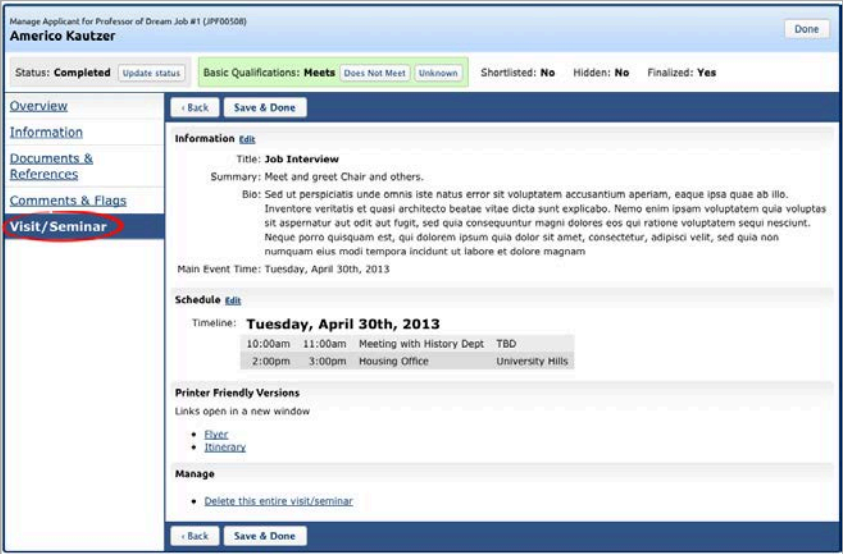 Manage Applicant for Professor of Dream Job #1 (JPF00508)
Americo Kautzer
Done
Status: Completed Update status Basic Qualifications: Meets Does Not Meet Unknown Shortlisted: No Hidden: No Finalized: Yes
Overview
Information
Documents &
References
Comments & Flags
Visit/Seminar
‹ Back Save & Done
Information Edit
Title: Job Interview
Summary: Meet and greet Chair and others.
Bio: Sed ut perspiciatis unde omnis iste natus error sit voluptatem accusantium aperiam, eaque ipsa quae ab illo.
Inventore veritatis et quasi architecto beatae vitae dicta sunt explicabo. Nemo enim ipsam voluptatem quia voluptas
sit aspernatur aut odit aut fugit, sed quia consequuntur magni dolores eos qui ratione voluptatem sequi nesciunt.
Neque porro quisquam est, qui dolorem ipsum quia dolor sit amet, consectetur, adipisci velit, sed quia non
numquam eius modi tempora incidunt ut labore et dolore magnam
Main Event Time: Tuesday, April 30th, 2013
Schedule Edit
Timeline: Tuesday, April 30th, 2013
10:00am 11:00am Meeting with History Dept TBD
2:00pm 3:00pm Housing Office University Hills
Printer Friendly Versions
Links open in a new window
• Flyer
• Itinerary
Manage
• Delete this entire visit/seminar
‹ Back Save & Done